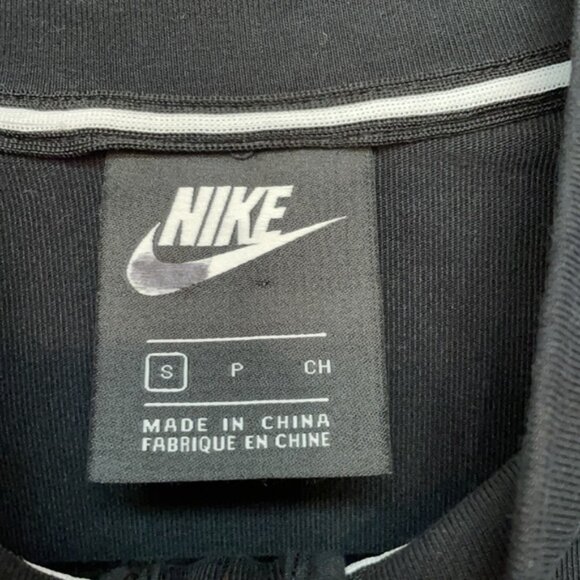 NIKE
S P CH
MADE IN CHINA
FABRIQUE EN CHINE